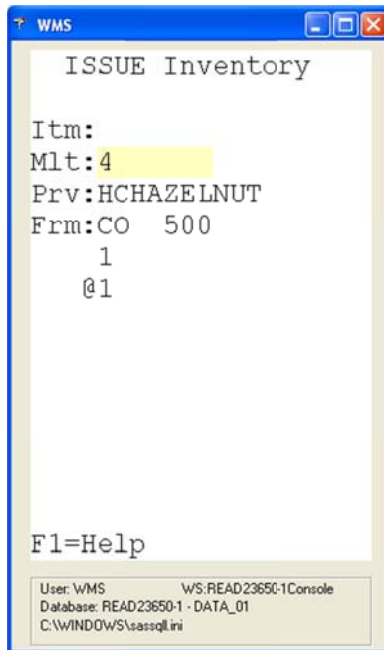 WMS
ISSUE Inventory
Itm:
Mlt:4
Prv:HCHAZELNUT
Frm:CO 500
1
@1
F1=Help
User: WMS WS:READ23650-1Console
Database: READ23650-1 - DATA_01
C:\WINDOWS\sassqll.ini